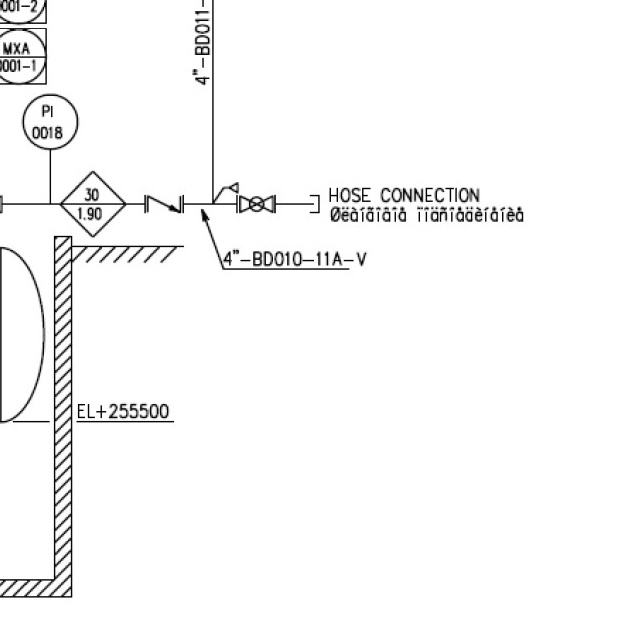 001-2
MXA
0001-1
4"-BD011-
PI
0018
30
1.90
HOSE CONNECTION
Øëàíãîâîå ïîäñîåäèíåíèå
4"-BD010-11A-V
EL+255500